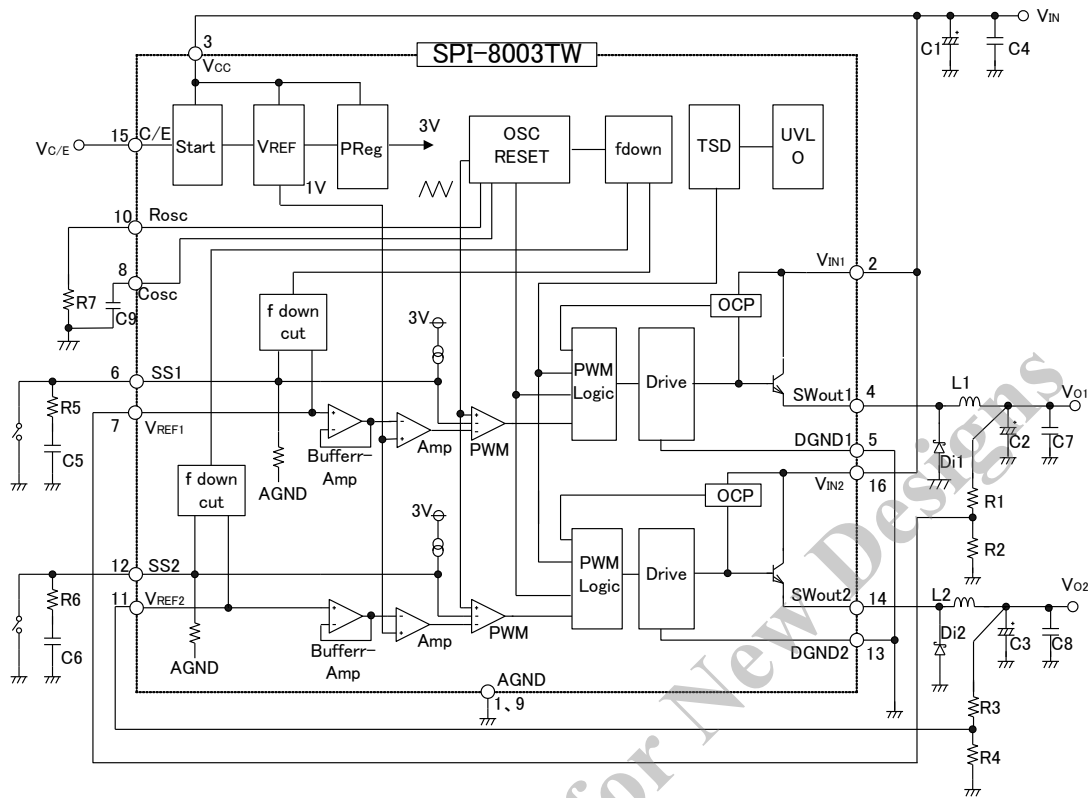 VIN
C1
+
C4
3
VCC
SPI-8003TW
VC/E
15
C/E
Start
VREF
PReg
3V
OSC
RESET
fdown
TSD
UVL
O
1V
10
Rosc
8
Cosc
R7
C9
f down
cut
3V
VIN1
2
OCP
PWM
Logic
Drive
6
SS1
R5
7
VREF1
C5
+
-
Bufferr-
Amp
-
+
Amp
+
-
-
PWM
AGND
SWout1
4
L1
VO1
+
C2
C7
DGND1
5
Di1
VIN2
16
R1
R2
f down
cut
3V
OCP
PWM
Logic
Drive
12
SS2
R6
11
VREF2
C6
+
-
Bufferr-
Amp
-
+
Amp
+
-
-
PWM
AGND
SWout2
14
L2
VO2
Di2
+
C3
C8
DGND2
13
AGND
1、9
R3
R4
for New Designs